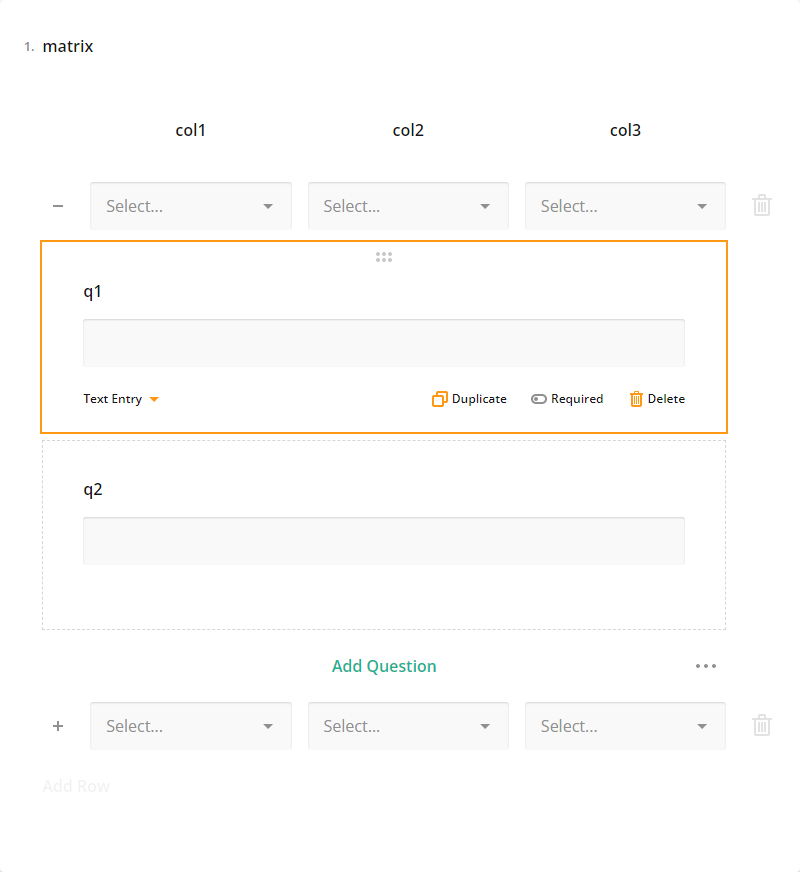 1. matrix
col1 col2 col3
Select... Select... Select...
q1
Text Entry Duplicate Required Delete
q2
Add Question
Select... Select... Select...
Add Row